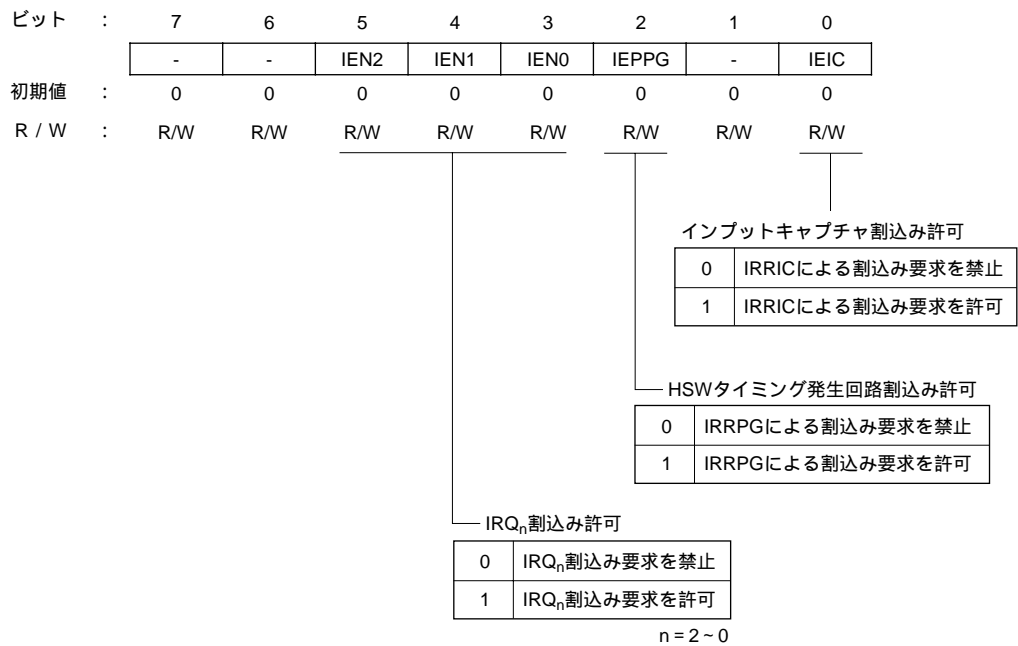 ビット : 7 6 5 4 3 2 1 0
- - IEN2 IEN1 IEN0 IEPPG - IEIC
初期値 : 0 0 0 0 0 0 0 0
R / W : R/W R/W R/W R/W R/W R/W R/W R/W
インプットキャプチャ割込み許可
0 IRRICによる割込み要求を禁止
1 IRRICによる割込み要求を許可
HSWタイミング発生回路割込み許可
0 IRRPGによる割込み要求を禁止
1 IRRPGによる割込み要求を許可
IRQn割込み許可
0 IRQn割込み要求を禁止
1 IRQn割込み要求を許可
n = 2 ~ 0